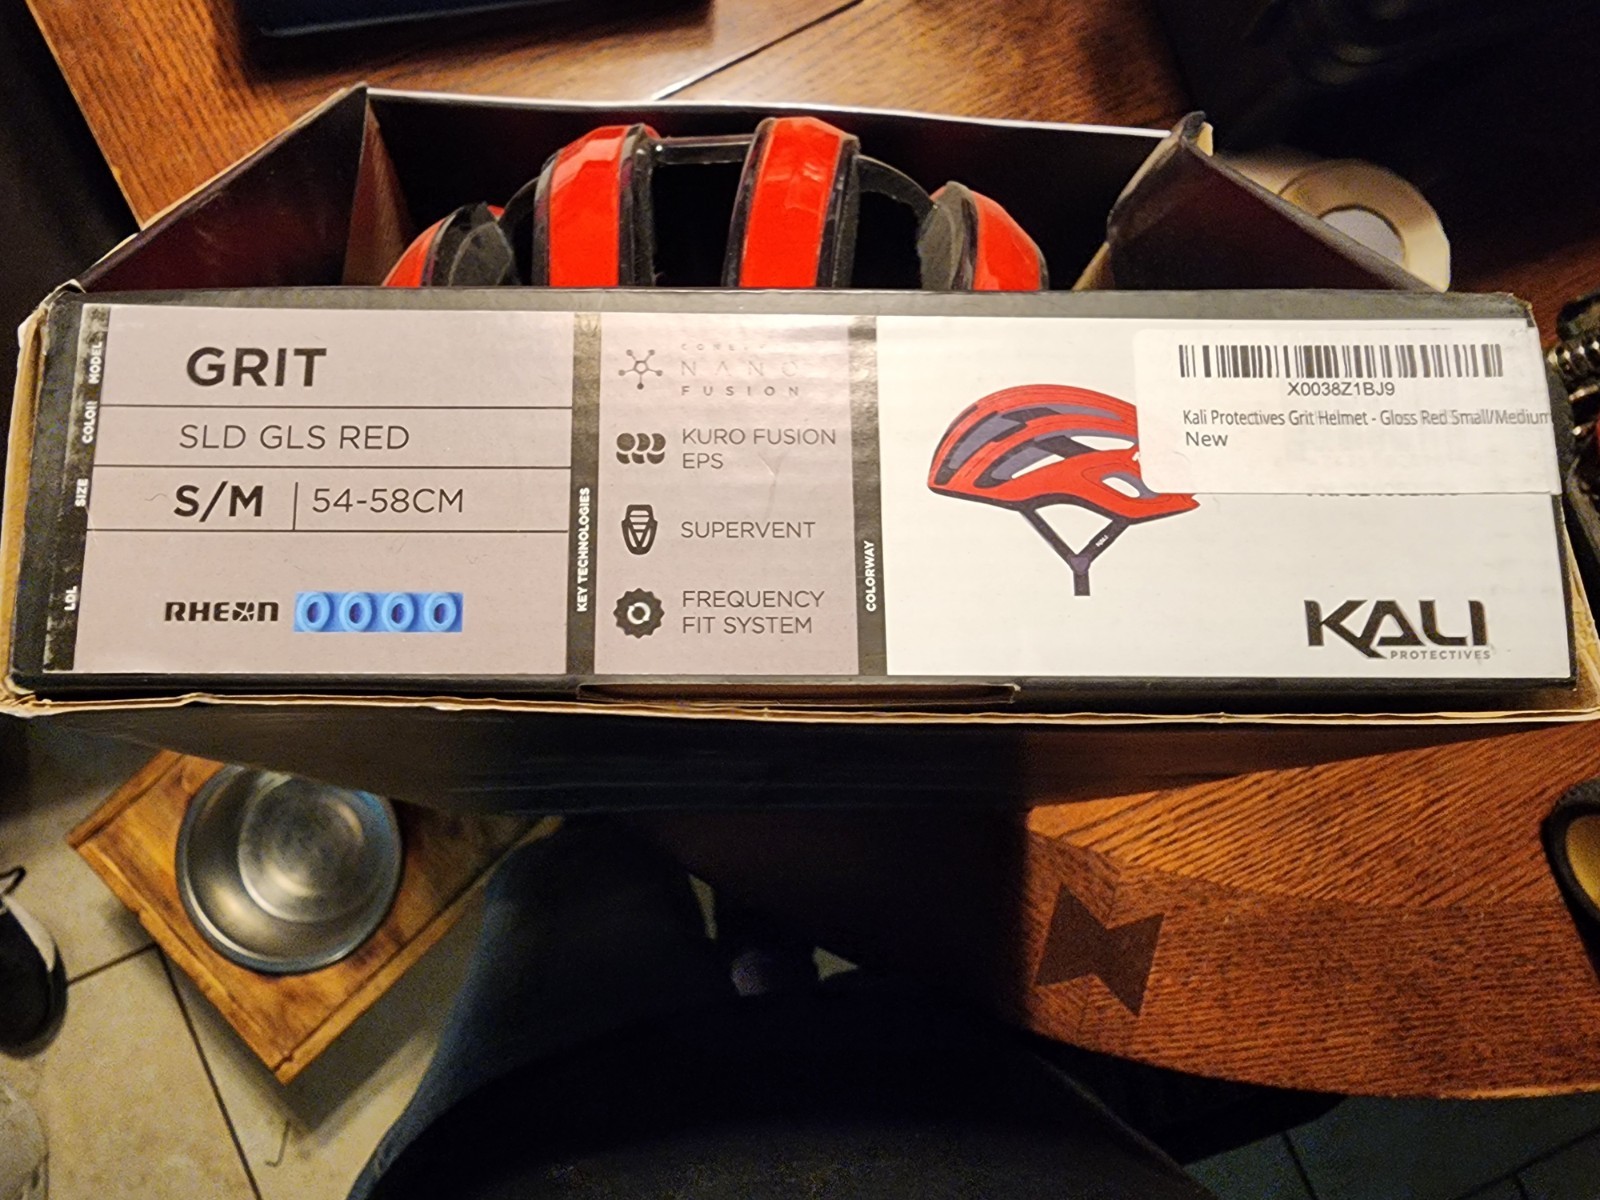 MODEL
GRIT
COLOR
SLD GLS RED
SIZE
S/M | 54-58CM
LDL
RHEON
KEY TECHNOLOGIES
NANO
FUSION
KURO FUSION
EPS
SUPERVENT
FREQUENCY
FIT SYSTEM
COLORWAY
X0038Z1BJ9
Kali Protectives Grit Helmet - Gloss Red Small/Medium
New
KALI
KALI
PROTECTIVES